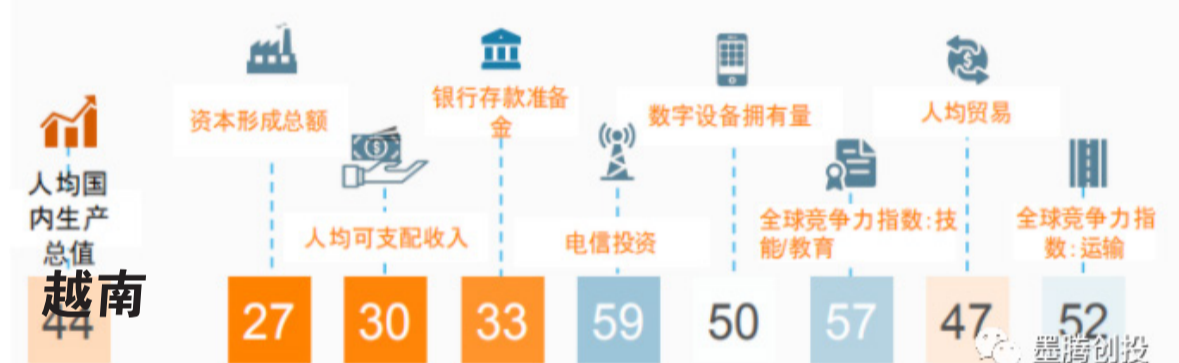 资本形成总额
银行存款准备
金
数字设备拥有量
人均贸易
人均国
内生产
总值
人均可支配收入
电信投资
全球竞争力指数:技
能/教育
全球竞争力指
数:运输
越南
44
27
30
33
59
50
57
47
52
墨腾创投